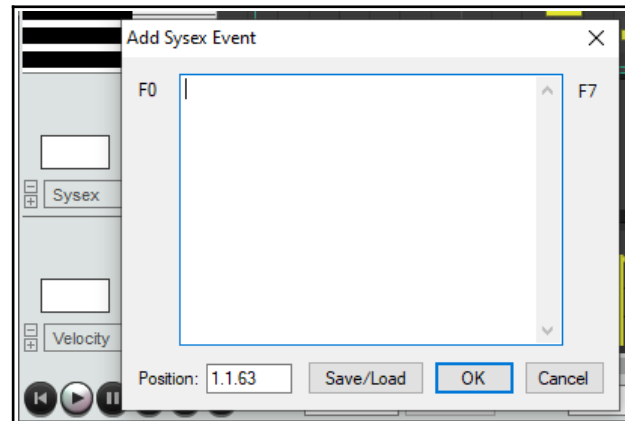 Add Sysex Event
F0
F7
Sysex
Velocity
Position: 1.1.63 Save/Load OK Cancel